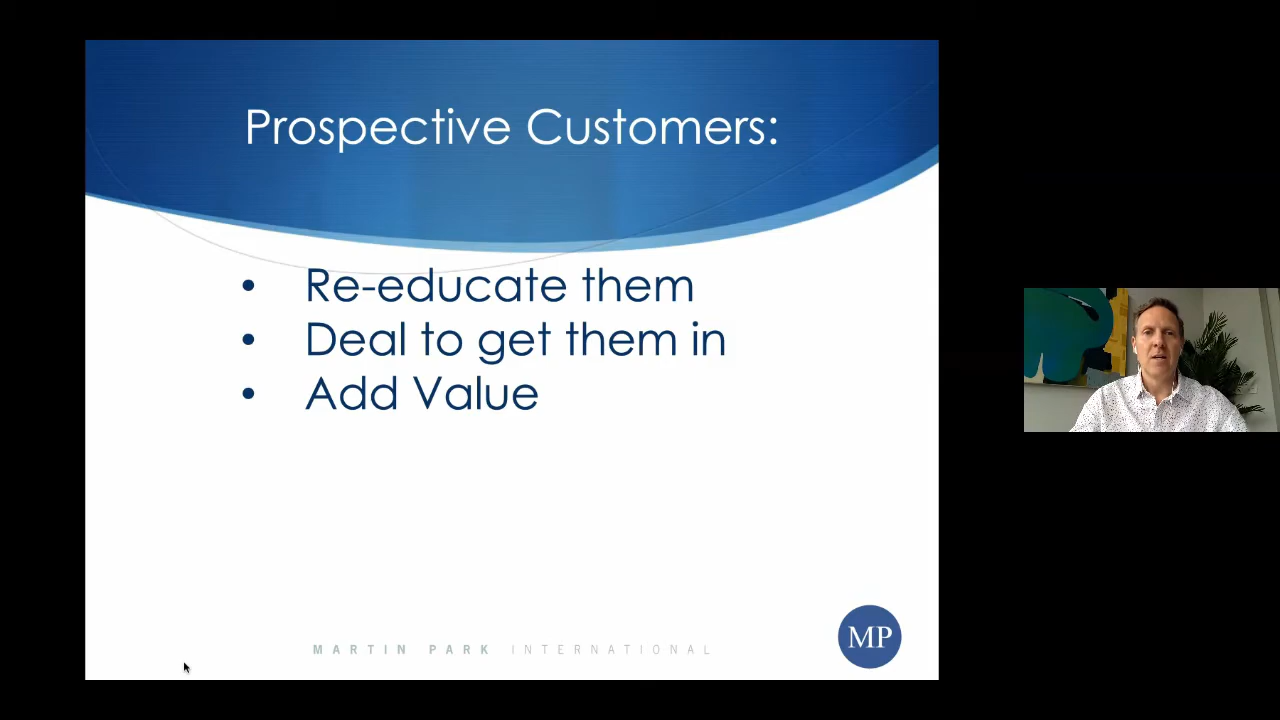 Prospective Customers:
• Re-educate them
• Deal to get them in
• Add Value
MARTIN PARK INTERNATIONAL
MP